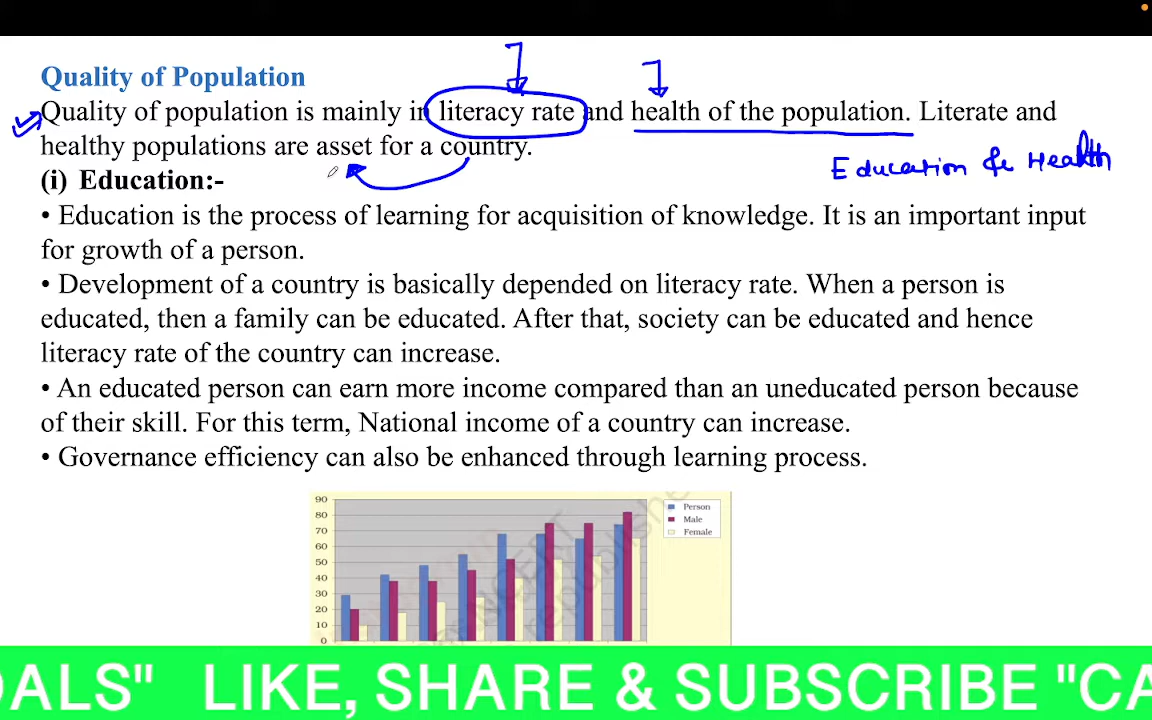 Quality of Population
Quality of population is mainly in literacy rate and health of the population. Literate and
healthy populations are asset for a country.
Education & Health
(i) Education:-
• Education is the process of learning for acquisition of knowledge. It is an important input
for growth of a person.
• Development of a country is basically depended on literacy rate. When a person is
educated, then a family can be educated. After that, society can be educated and hence
literacy rate of the country can increase.
• An educated person can earn more income compared than an uneducated person because
of their skill. For this term, National income of a country can increase.
• Governance efficiency can also be enhanced through learning process.
90
80
70
60
50
40
30
20
10
0
Person
Male
Female
OALS" LIKE, SHARE & SUBSCRIBE "CA